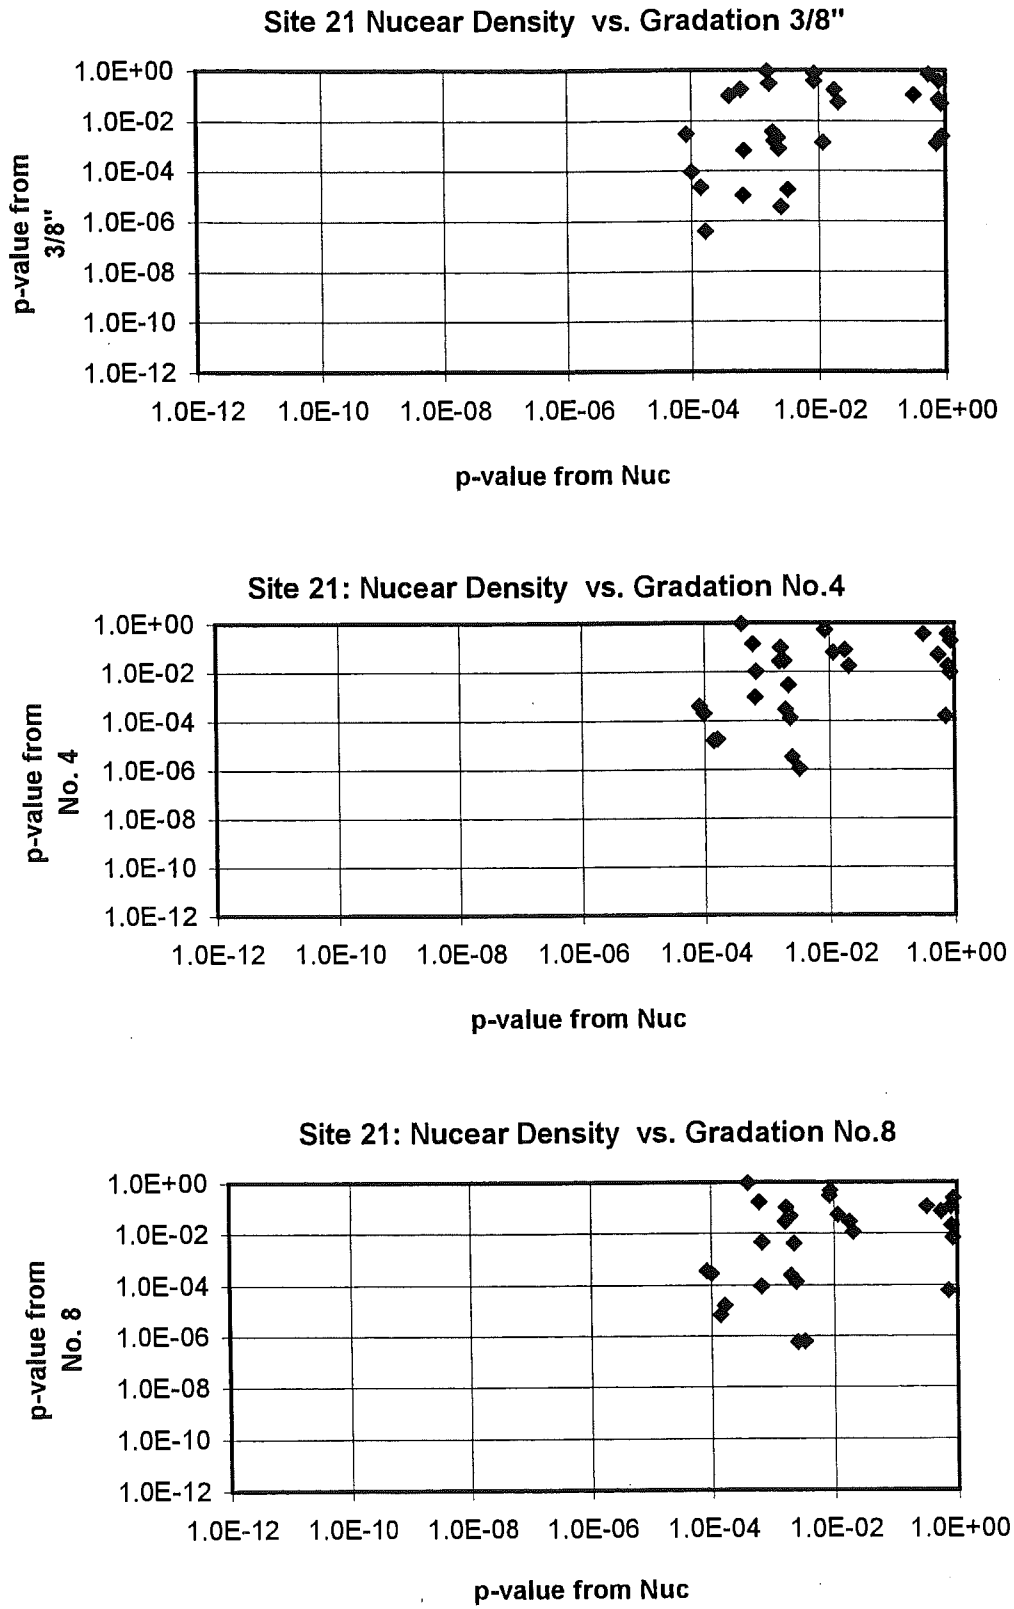 Site 21 Nucear Density vs. Gradation 3/8"
1.0E+00
1.0E-02
1.0E-04
1.0E-06
1.0E-08
1.0E-10
1.0E-12
p-value from
3/8"
1.0E-12 1.0E-10 1.0E-08 1.0E-06 1.0E-04 1.0E-02 1.0E+00
p-value from Nuc
Site 21: Nucear Density vs. Gradation No.4
1.0E+00
1.0E-02
1.0E-04
1.0E-06
1.0E-08
1.0E-10
1.0E-12
p-value from
No. 4
1.0E-12 1.0E-10 1.0E-08 1.0E-06 1.0E-04 1.0E-02 1.0E+00
p-value from Nuc
Site 21: Nucear Density vs. Gradation No.8
1.0E+00
1.0E-02
1.0E-04
1.0E-06
1.0E-08
1.0E-10
1.0E-12
p-value from
No. 8
1.0E-12 1.0E-10 1.0E-08 1.0E-06 1.0E-04 1.0E-02 1.0E+00
p-value from Nuc